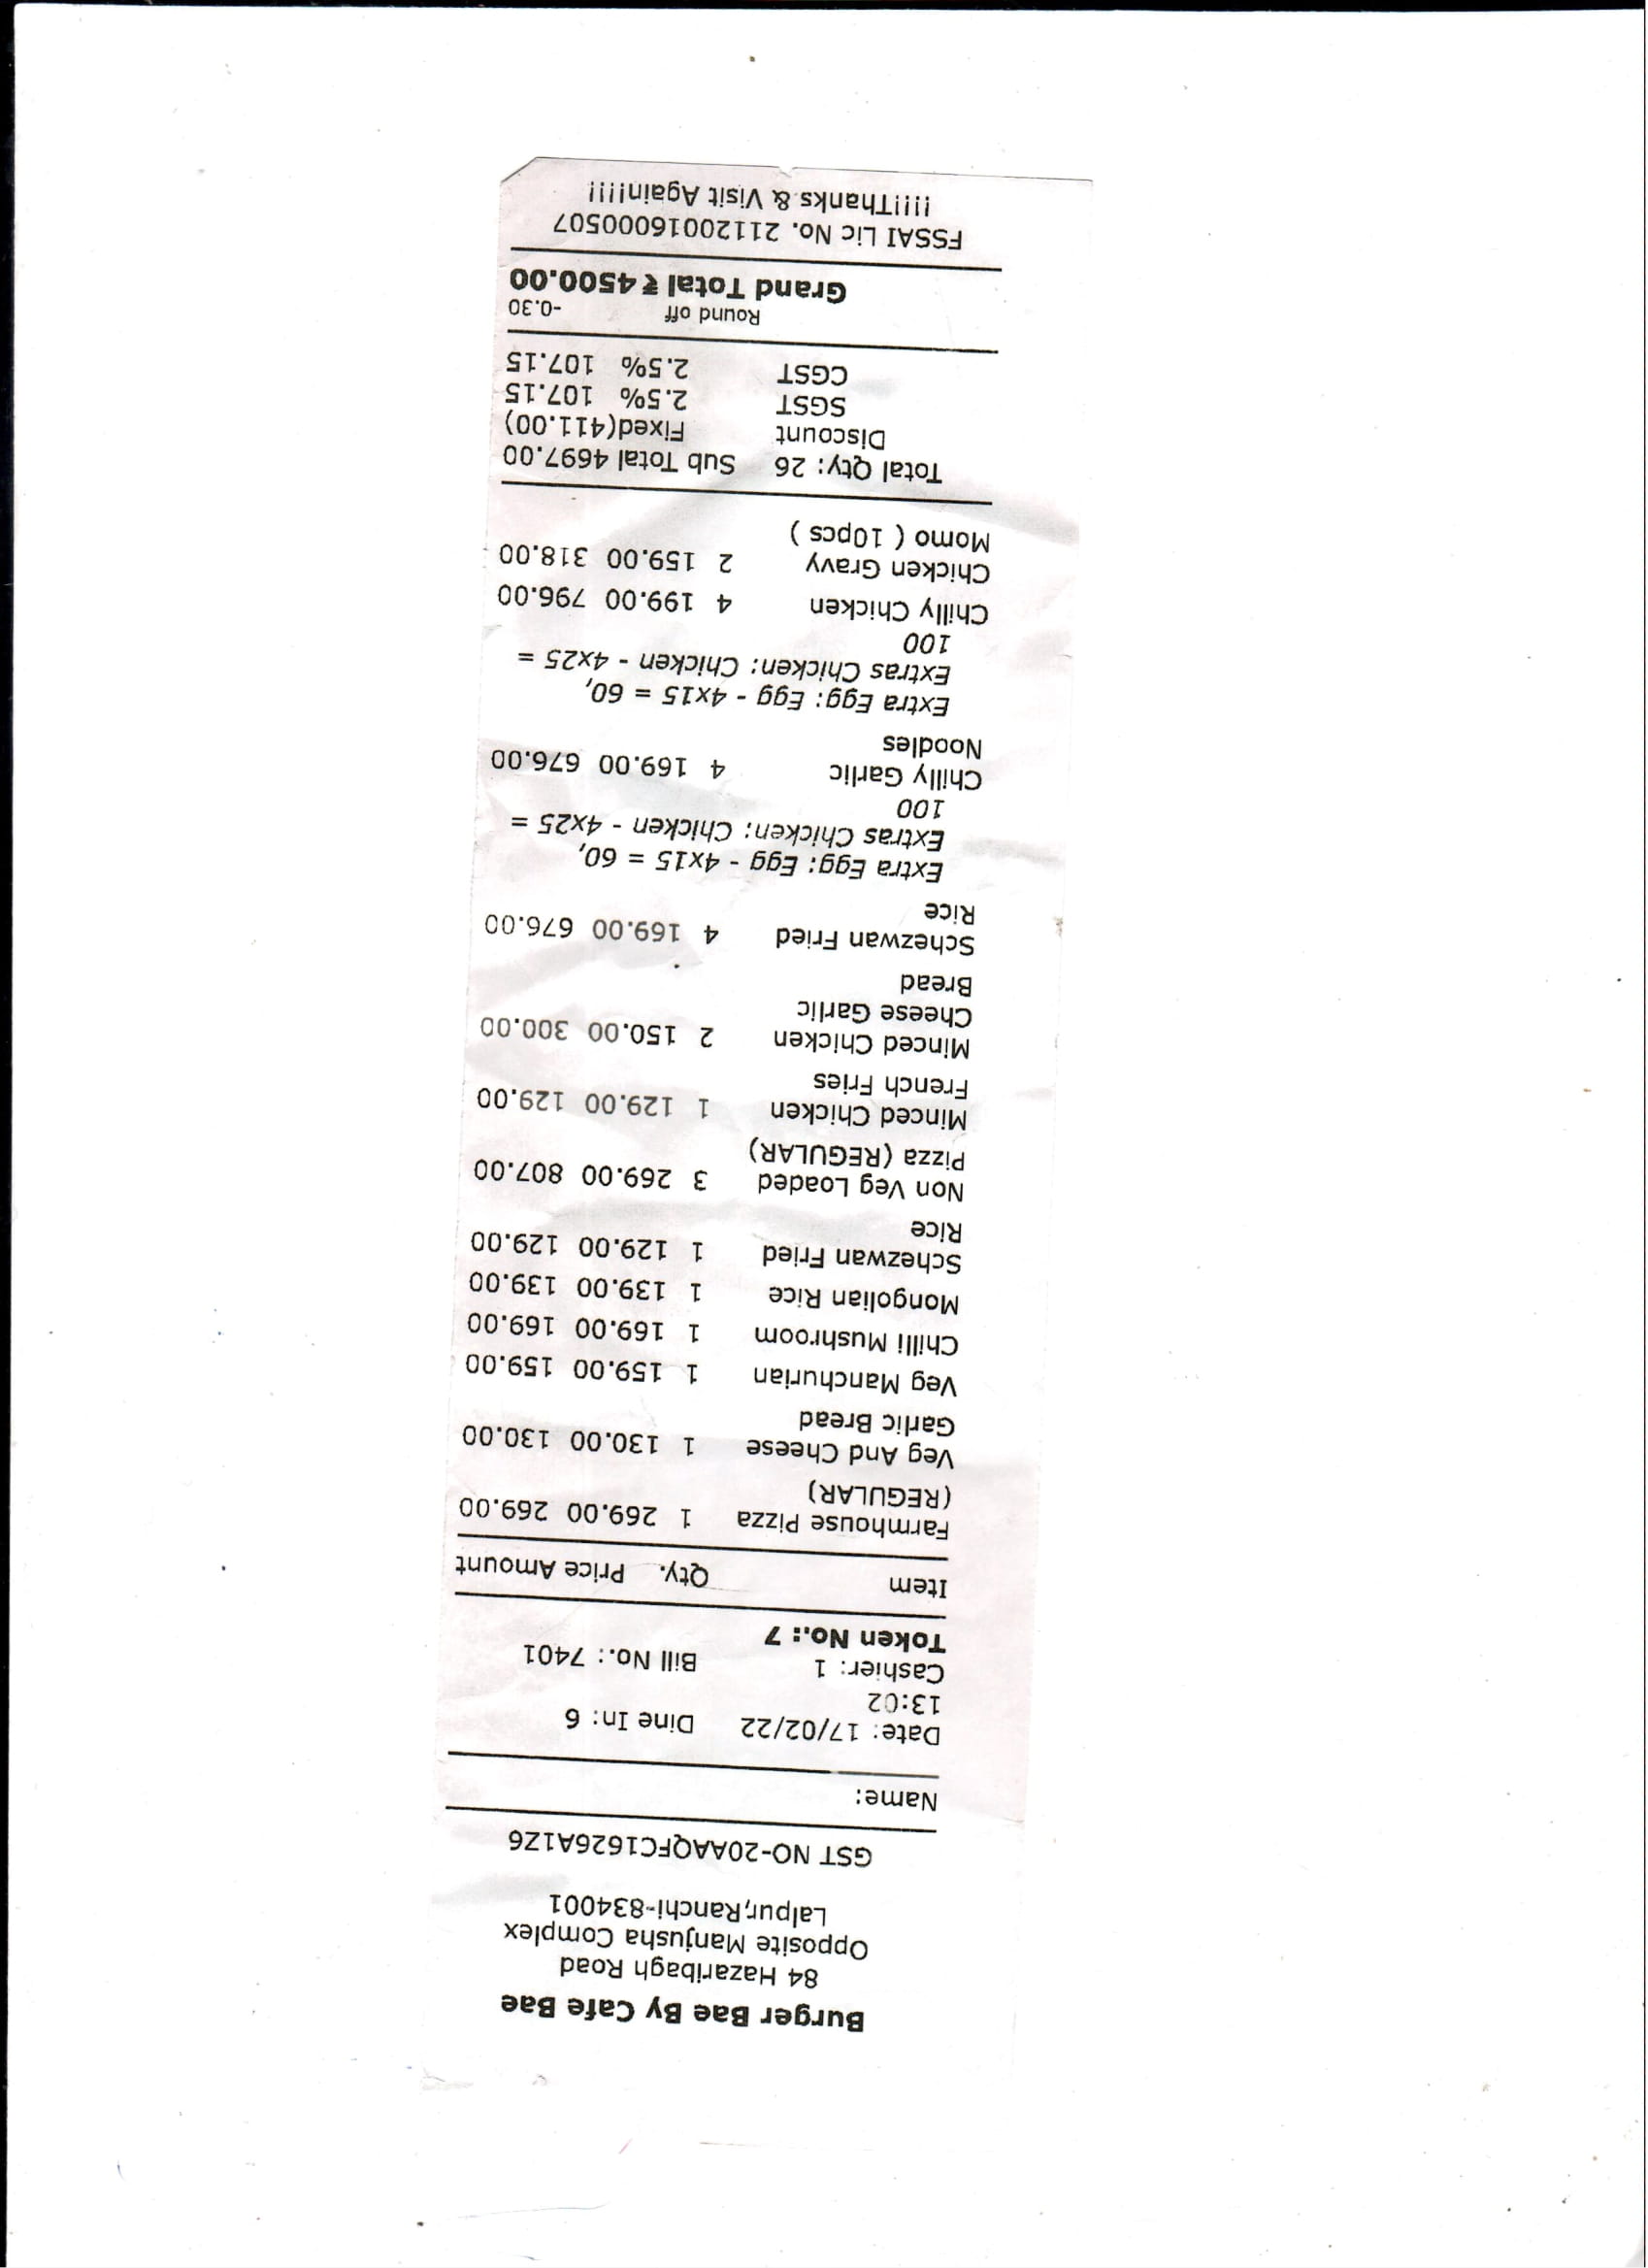 Burger Bae By Cafe Bae
84 Hazaribagh Road
Opposite Manjusha Complex
Lalpur,Ranchi-834001
GST NO-20AAQFC1626A1Z6
Name:
Date: 17/02/22 Dine In: 6
13:02
Cashier: 1 Bill No.: 7401
Token No.: 7
Item Qty. Price Amount
Farmhouse Pizza 1 269.00 269.00
(REGULAR)
Veg And Cheese 1 130.00 130.00
Garlic Bread
Veg Manchurian 1 159.00 159.00
Chilli Mushroom 1 169.00 169.00
Mongolian Rice 1 139.00 139.00
Schezwan Fried 1 129.00 129.00
Rice
Non Veg Loaded 3 269.00 807.00
Pizza (REGULAR)
Minced Chicken 1 129.00 129.00
French Fries
Minced Chicken 2 150.00 300.00
Cheese Garlic
Bread
Schezwan Fried 4 169.00 676.00
Rice
Extra Egg: Egg - 4x15 = 60,
Extras Chicken: Chicken - 4x25 =
100
Chilly Garlic 4 169.00 676.00
Noodles
Extra Egg: Egg - 4x15 = 60,
Extras Chicken: Chicken - 4x25 =
100
Chilly Chicken 4 199.00 796.00
Chicken Gravy 2 159.00 318.00
Momo ( 10pcs )
Total Qty: 26 Sub Total 4697.00
Discount Fixed(411.00)
SGST 2.5% 107.15
CGST 2.5% 107.15
Round off -0.30
Grand Total ₹4500.00
FSSAI Lic No. 21120016000507
!!!!Thanks & Visit Again!!!!